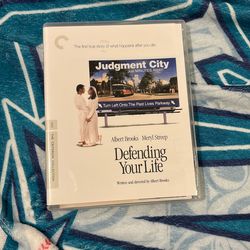 The first true story of what happens after you die.
Judgment City
Turn Left Onto The Past Lives Parkway
Albert Brooks Meryl Streep
Defending
Your Life
Written and directed by Albert Brooks